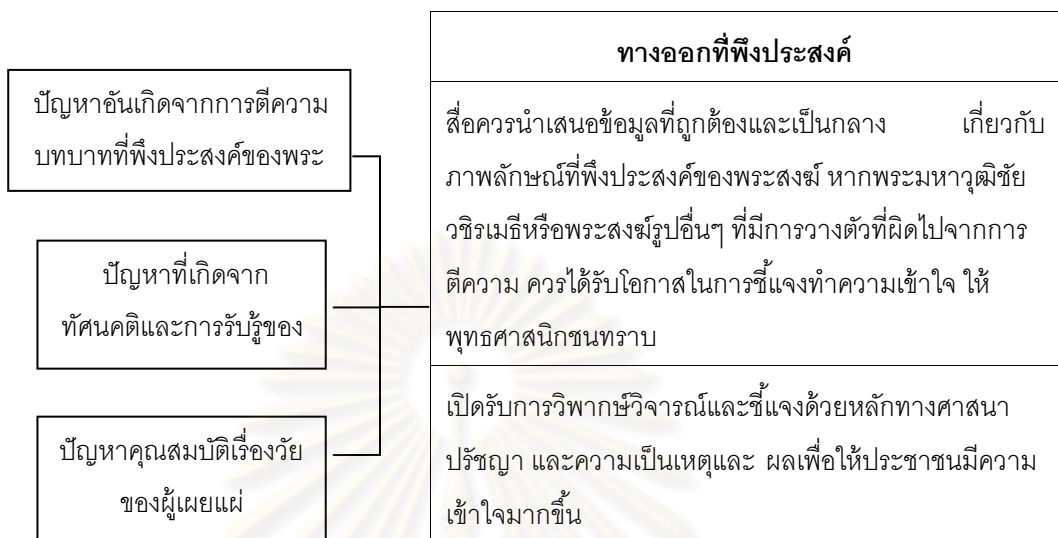 ปัญหาอันเกิดจากการตีความ
บทบาทที่พึงประสงค์ของพระ
ปัญหาที่เกิดจาก
ทัศนคติและการรับรู้ของ
ปัญหาคุณสมบัติเรื่องวัย
ของผู้เผยแผ่
ทางออกที่พึงประสงค์
สื่อควรนำเสนอข้อมูลที่ถูกต้องและเป็นกลาง เกี่ยวกับ
ภาพลักษณ์ที่พึงประสงค์ของพระสงฆ์ หากพระมหาวุฒิชัย
วชิรเมธีหรือพระสงฆ์รูปอื่นๆ ที่มีการวางตัวที่ผิดไปจากการ
ตีความ ควรได้รับโอกาสในการชี้แจงทำความเข้าใจ ให้
พุทธศาสนิกชนทราบ
เปิดรับการวิพากษ์วิจารณ์และชี้แจงด้วยหลักทางศาสนา
ปรัชญา และความเป็นเหตุและ ผลเพื่อให้ประชาชนมีความ
เข้าใจมากขึ้น